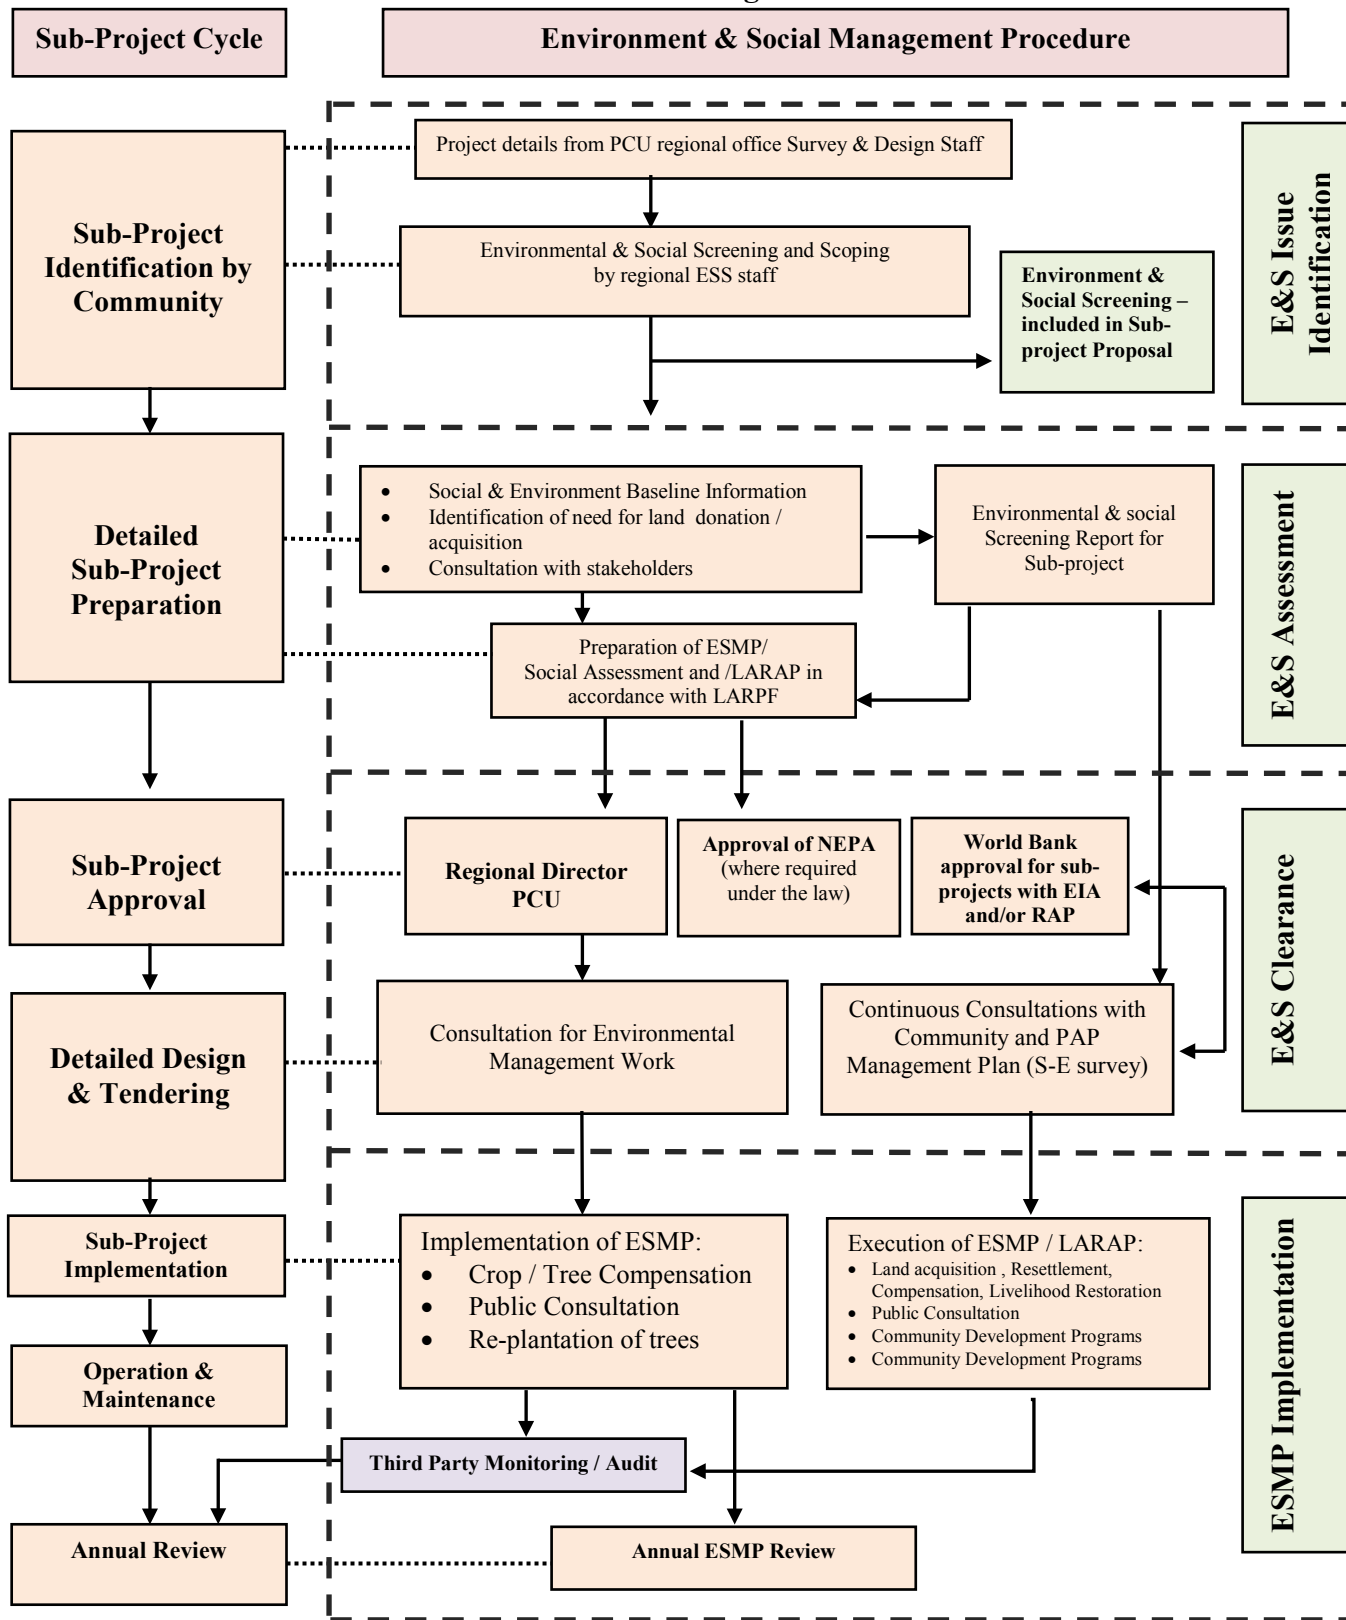 Sub-Project Cycle
Environment & Social Management Procedure
Sub-Project
Identification by
Community
Project details from PCU regional office Survey & Design Staff
Environmental & Social Screening and Scoping
by regional ESS staff
Environment &
Social Screening –
included in Sub-
project Proposal
E&S Issue
Identification
Detailed
Sub-Project
Preparation
• Social & Environment Baseline Information
• Identification of need for land donation /
acquisition
• Consultation with stakeholders
Environmental & social
Screening Report for
Sub-project
Preparation of ESMP/
Social Assessment and /LARAP in
accordance with LARPF
E&S Assessment
Sub-Project
Approval
Regional Director
PCU
Approval of NEPA
(where required
under the law)
World Bank
approval for sub-
projects with EIA
and/or RAP
E&S Clearance
Detailed Design
& Tendering
Consultation for Environmental
Management Work
Continuous Consultations with
Community and PAP
Management Plan (S-E survey)
Sub-Project
Implementation
Implementation of ESMP:
• Crop / Tree Compensation
• Public Consultation
• Re-plantation of trees
Execution of ESMP / LARAP:
• Land acquisition , Resettlement,
Compensation, Livelihood Restoration
• Public Consultation
• Community Development Programs
• Community Development Programs
ESMP Implementation
Operation &
Maintenance
Third Party Monitoring / Audit
Annual Review
Annual ESMP Review